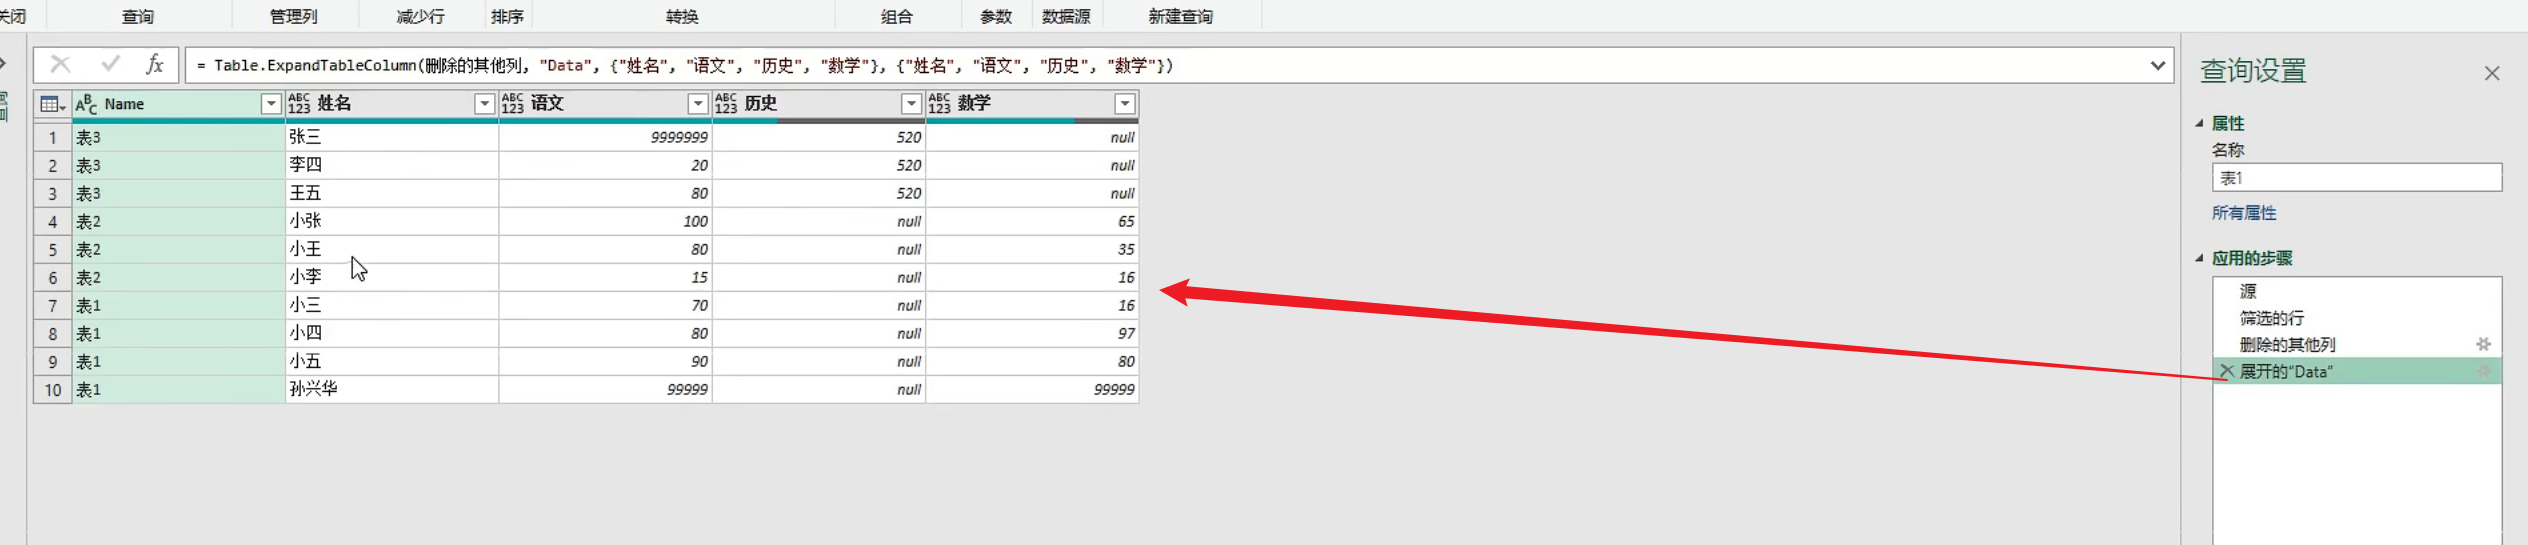 关闭 查询 管理列 减少行 排序 转换 组合 参数 数据源 新建查询
fx = Table.ExpandTableColumn(删除的其他列, "Data", {"姓名", "语文", "历史", "数学"}, {"姓名", "语文", "历史", "数学"})
ABC Name ABC123 姓名 ABC123 语文 ABC123 历史 ABC123 数学
1 表3 张三 9999999 520 null
2 表3 李四 20 520 null
3 表3 王五 80 520 null
4 表2 小张 100 null 65
5 表2 小王 80 null 35
6 表2 小李 15 null 16
7 表1 小三 70 null 16
8 表1 小四 80 null 97
9 表1 小五 90 null 80
10 表1 孙兴华 99999 null 99999
查询设置
属性
名称
表1
所有属性
应用的步骤
源
筛选的行
删除的其他列
展开的"Data"